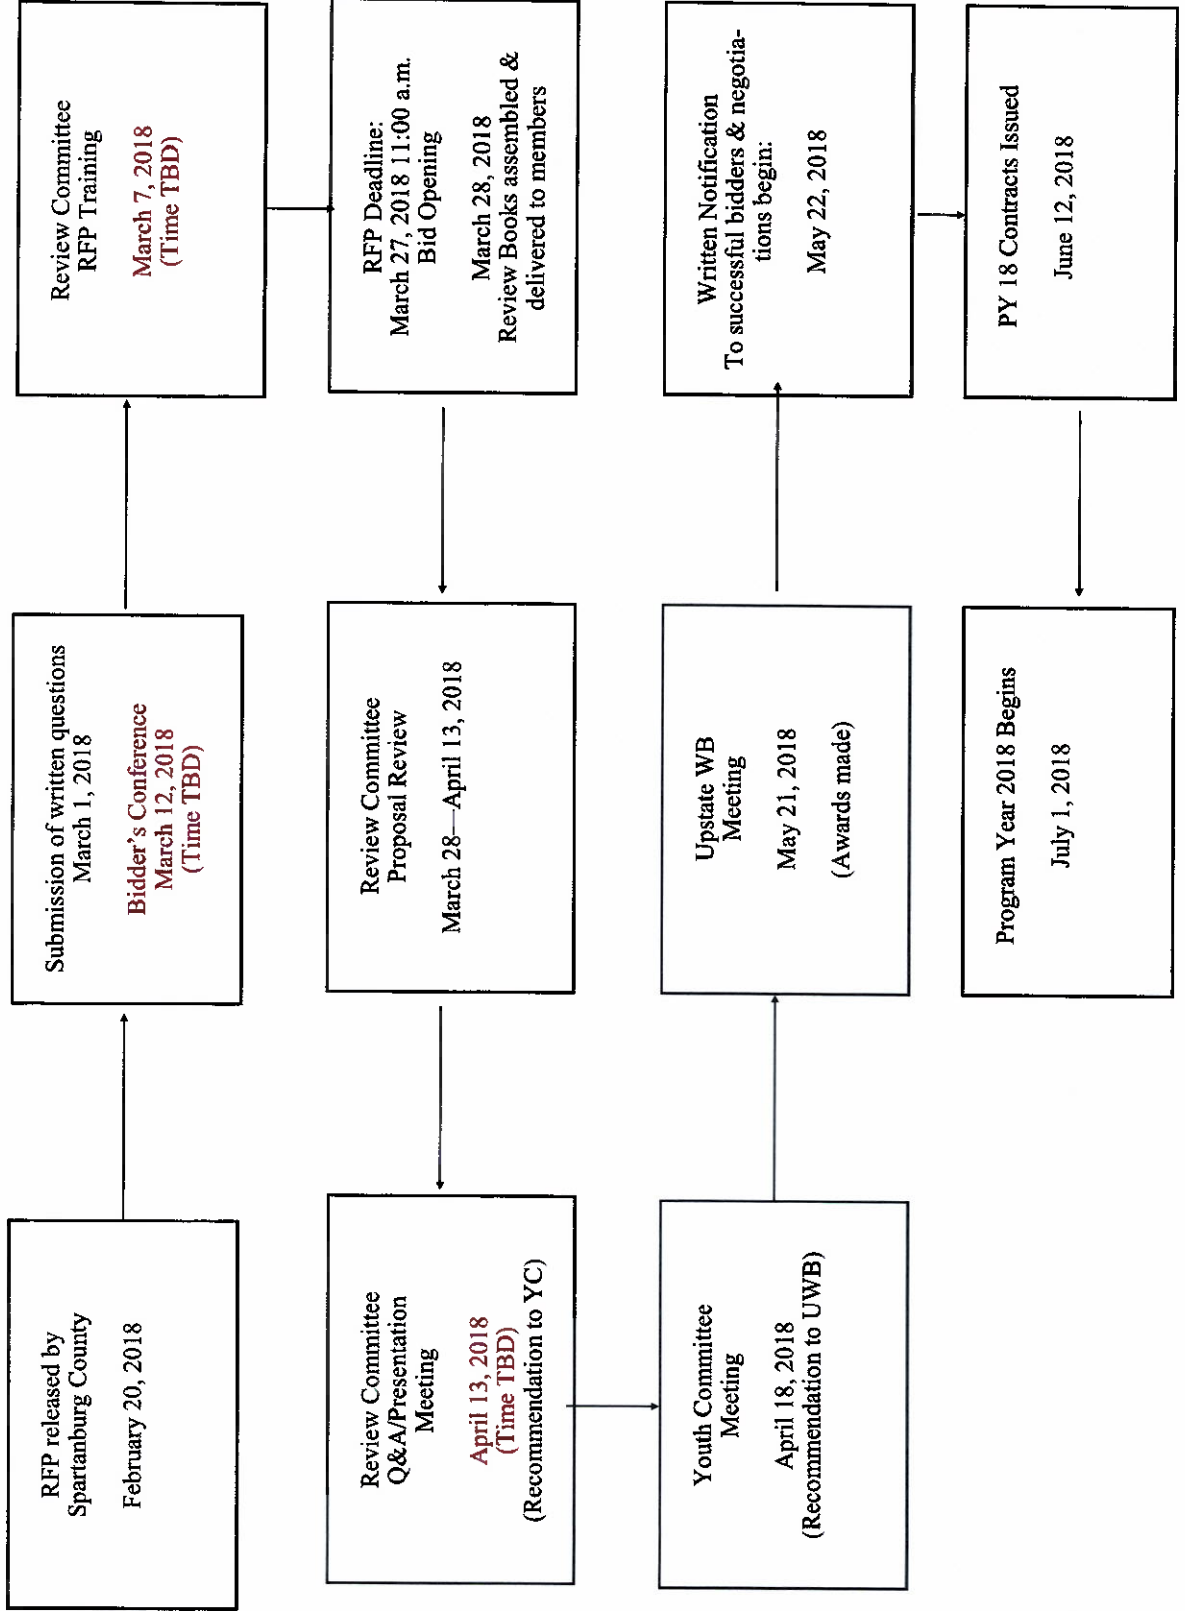 RFP released by
Spartanburg County
February 20, 2018
Submission of written questions
March 1, 2018
Bidder's Conference
March 12, 2018
(Time TBD)
Review Committee
RFP Training
March 7, 2018
(Time TBD)
RFP Deadline:
March 27, 2018 11:00 a.m.
Bid Opening
March 28, 2018
Review Books assembled &
delivered to members
Review Committee
Proposal Review
March 28—April 13, 2018
Review Committee
Q&A/Presentation
Meeting
April 13, 2018
(Time TBD)
(Recommendation to YC)
Youth Committee
Meeting
April 18, 2018
(Recommendation to UWB)
Upstate WB
Meeting
May 21, 2018
(Awards made)
Written Notification
To successful bidders & negotia-
tions begin:
May 22, 2018
PY 18 Contracts Issued
June 12, 2018
Program Year 2018 Begins
July 1, 2018